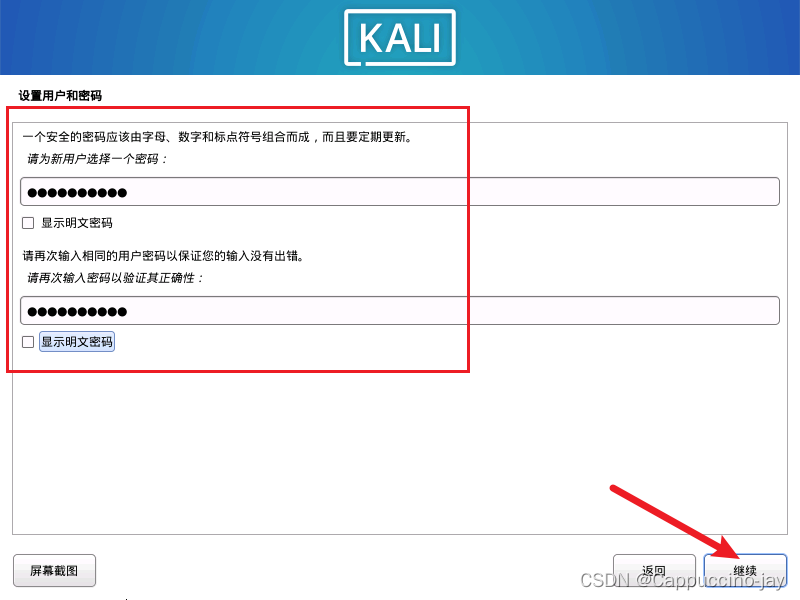 KALI
设置用户和密码
一个安全的密码应该由字母、数字和标点符号组合而成，而且要定期更新。
请为新用户选择一个密码：
●●●●●●●●●●
显示明文密码
请再次输入相同的用户密码以保证您的输入没有出错。
请再次输入密码以验证其正确性：
●●●●●●●●●●
显示明文密码
屏幕截图
返回
继续
CSDN @Cappuccino-jay